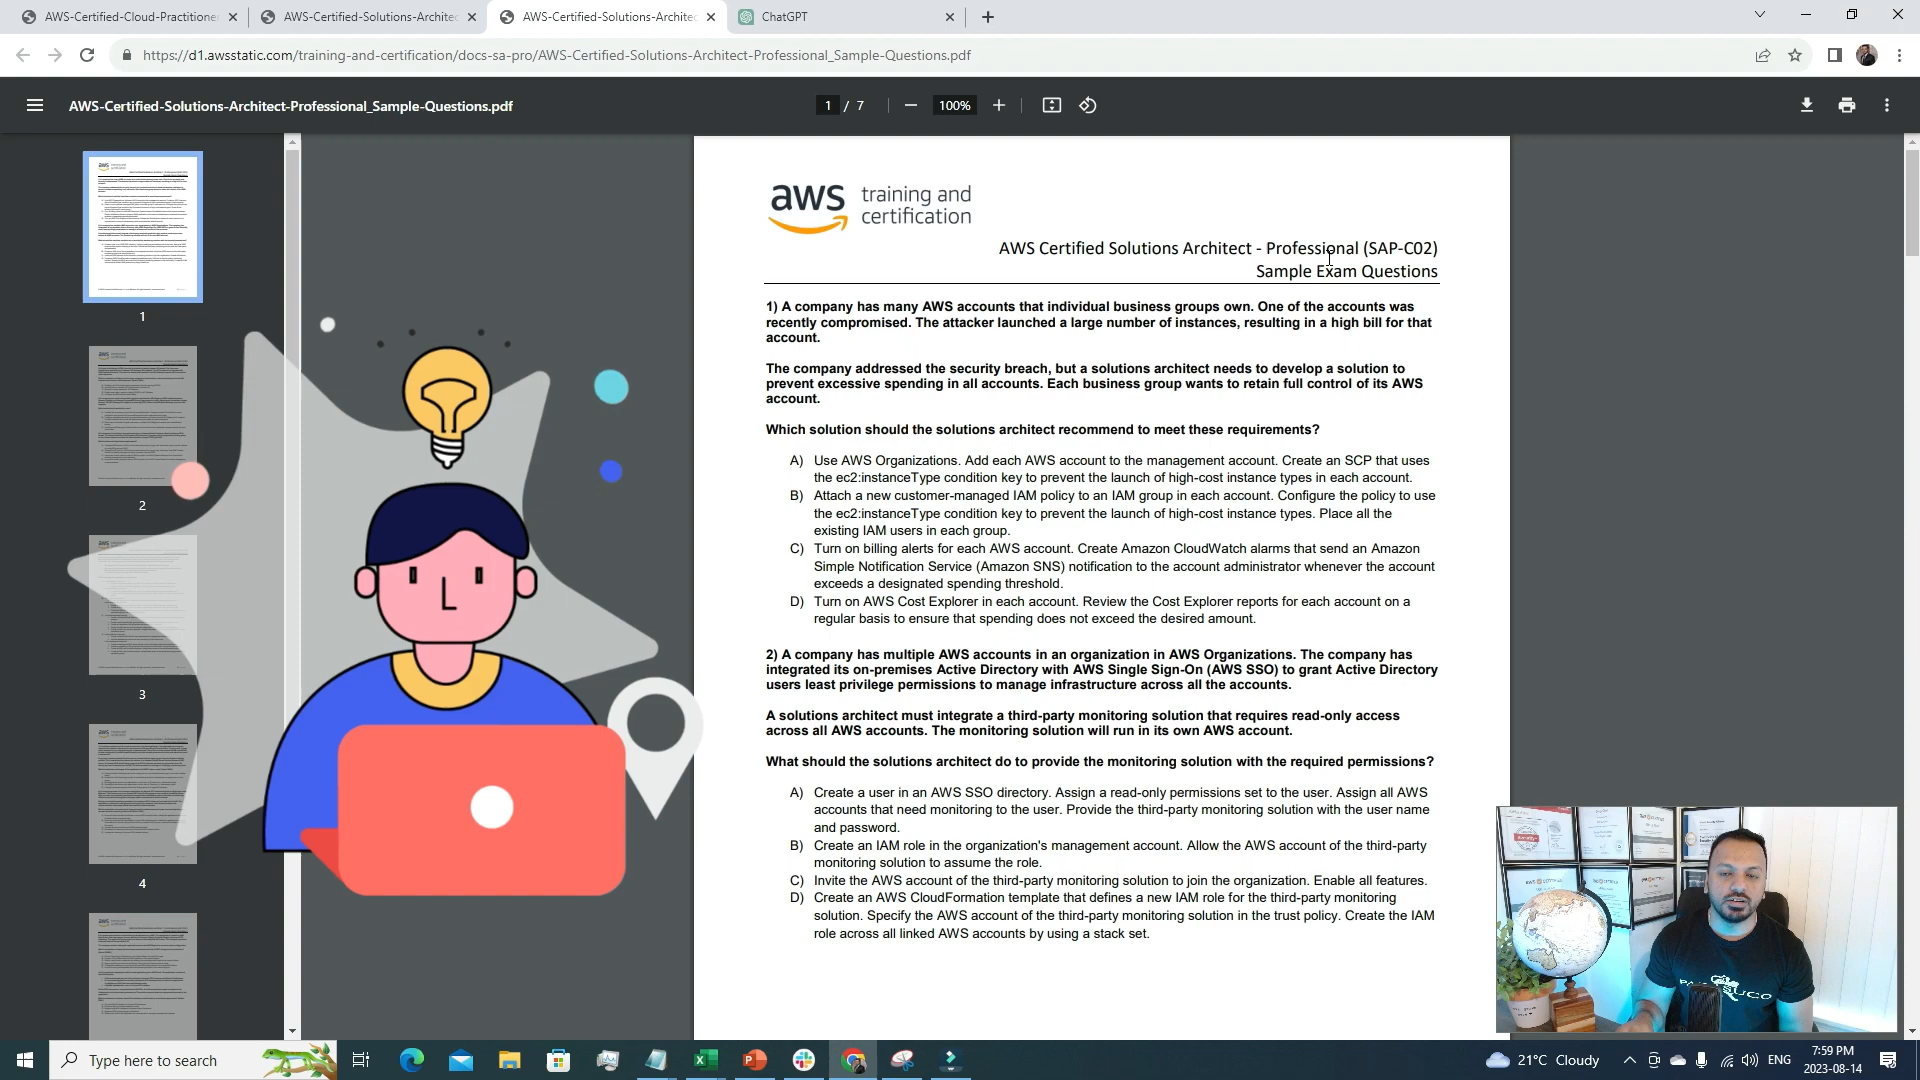 AWS-Certified-Cloud-Practitioner
AWS-Certified-Solutions-Architec
AWS-Certified-Solutions-Architec
ChatGPT
https://d1.awsstatic.com/training-and-certification/docs-sa-pro/AWS-Certified-Solutions-Architect-Professional_Sample-Questions.pdf
AWS-Certified-Solutions-Architect-Professional_Sample-Questions.pdf
1 / 7
100%
1
2
3
4
aws training and
certification
AWS Certified Solutions Architect - Professional (SAP-C02)
Sample Exam Questions
1) A company has many AWS accounts that individual business groups own. One of the accounts was
recently compromised. The attacker launched a large number of instances, resulting in a high bill for that
account.
The company addressed the security breach, but a solutions architect needs to develop a solution to
prevent excessive spending in all accounts. Each business group wants to retain full control of its AWS
account.
Which solution should the solutions architect recommend to meet these requirements?
A) Use AWS Organizations. Add each AWS account to the management account. Create an SCP that uses
the ec2:instanceType condition key to prevent the launch of high-cost instance types in each account.
B) Attach a new customer-managed IAM policy to an IAM group in each account. Configure the policy to use
the ec2:instanceType condition key to prevent the launch of high-cost instance types. Place all the
existing IAM users in each group.
C) Turn on billing alerts for each AWS account. Create Amazon CloudWatch alarms that send an Amazon
Simple Notification Service (Amazon SNS) notification to the account administrator whenever the account
exceeds a designated spending threshold.
D) Turn on AWS Cost Explorer in each account. Review the Cost Explorer reports for each account on a
regular basis to ensure that spending does not exceed the desired amount.
2) A company has multiple AWS accounts in an organization in AWS Organizations. The company has
integrated its on-premises Active Directory with AWS Single Sign-On (AWS SSO) to grant Active Directory
users least privilege permissions to manage infrastructure across all the accounts.
A solutions architect must integrate a third-party monitoring solution that requires read-only access
across all AWS accounts. The monitoring solution will run in its own AWS account.
What should the solutions architect do to provide the monitoring solution with the required permissions?
A) Create a user in an AWS SSO directory. Assign a read-only permissions set to the user. Assign all AWS
accounts that need monitoring to the user. Provide the third-party monitoring solution with the user name
and password.
B) Create an IAM role in the organization's management account. Allow the AWS account of the third-party
monitoring solution to assume the role.
C) Invite the AWS account of the third-party monitoring solution to join the organization. Enable all features.
D) Create an AWS CloudFormation template that defines a new IAM role for the third-party monitoring
solution. Specify the AWS account of the third-party monitoring solution in the trust policy. Create the IAM
role across all linked AWS accounts by using a stack set.
Type here to search
21°C Cloudy
ENG
7:59 PM
2023-08-14